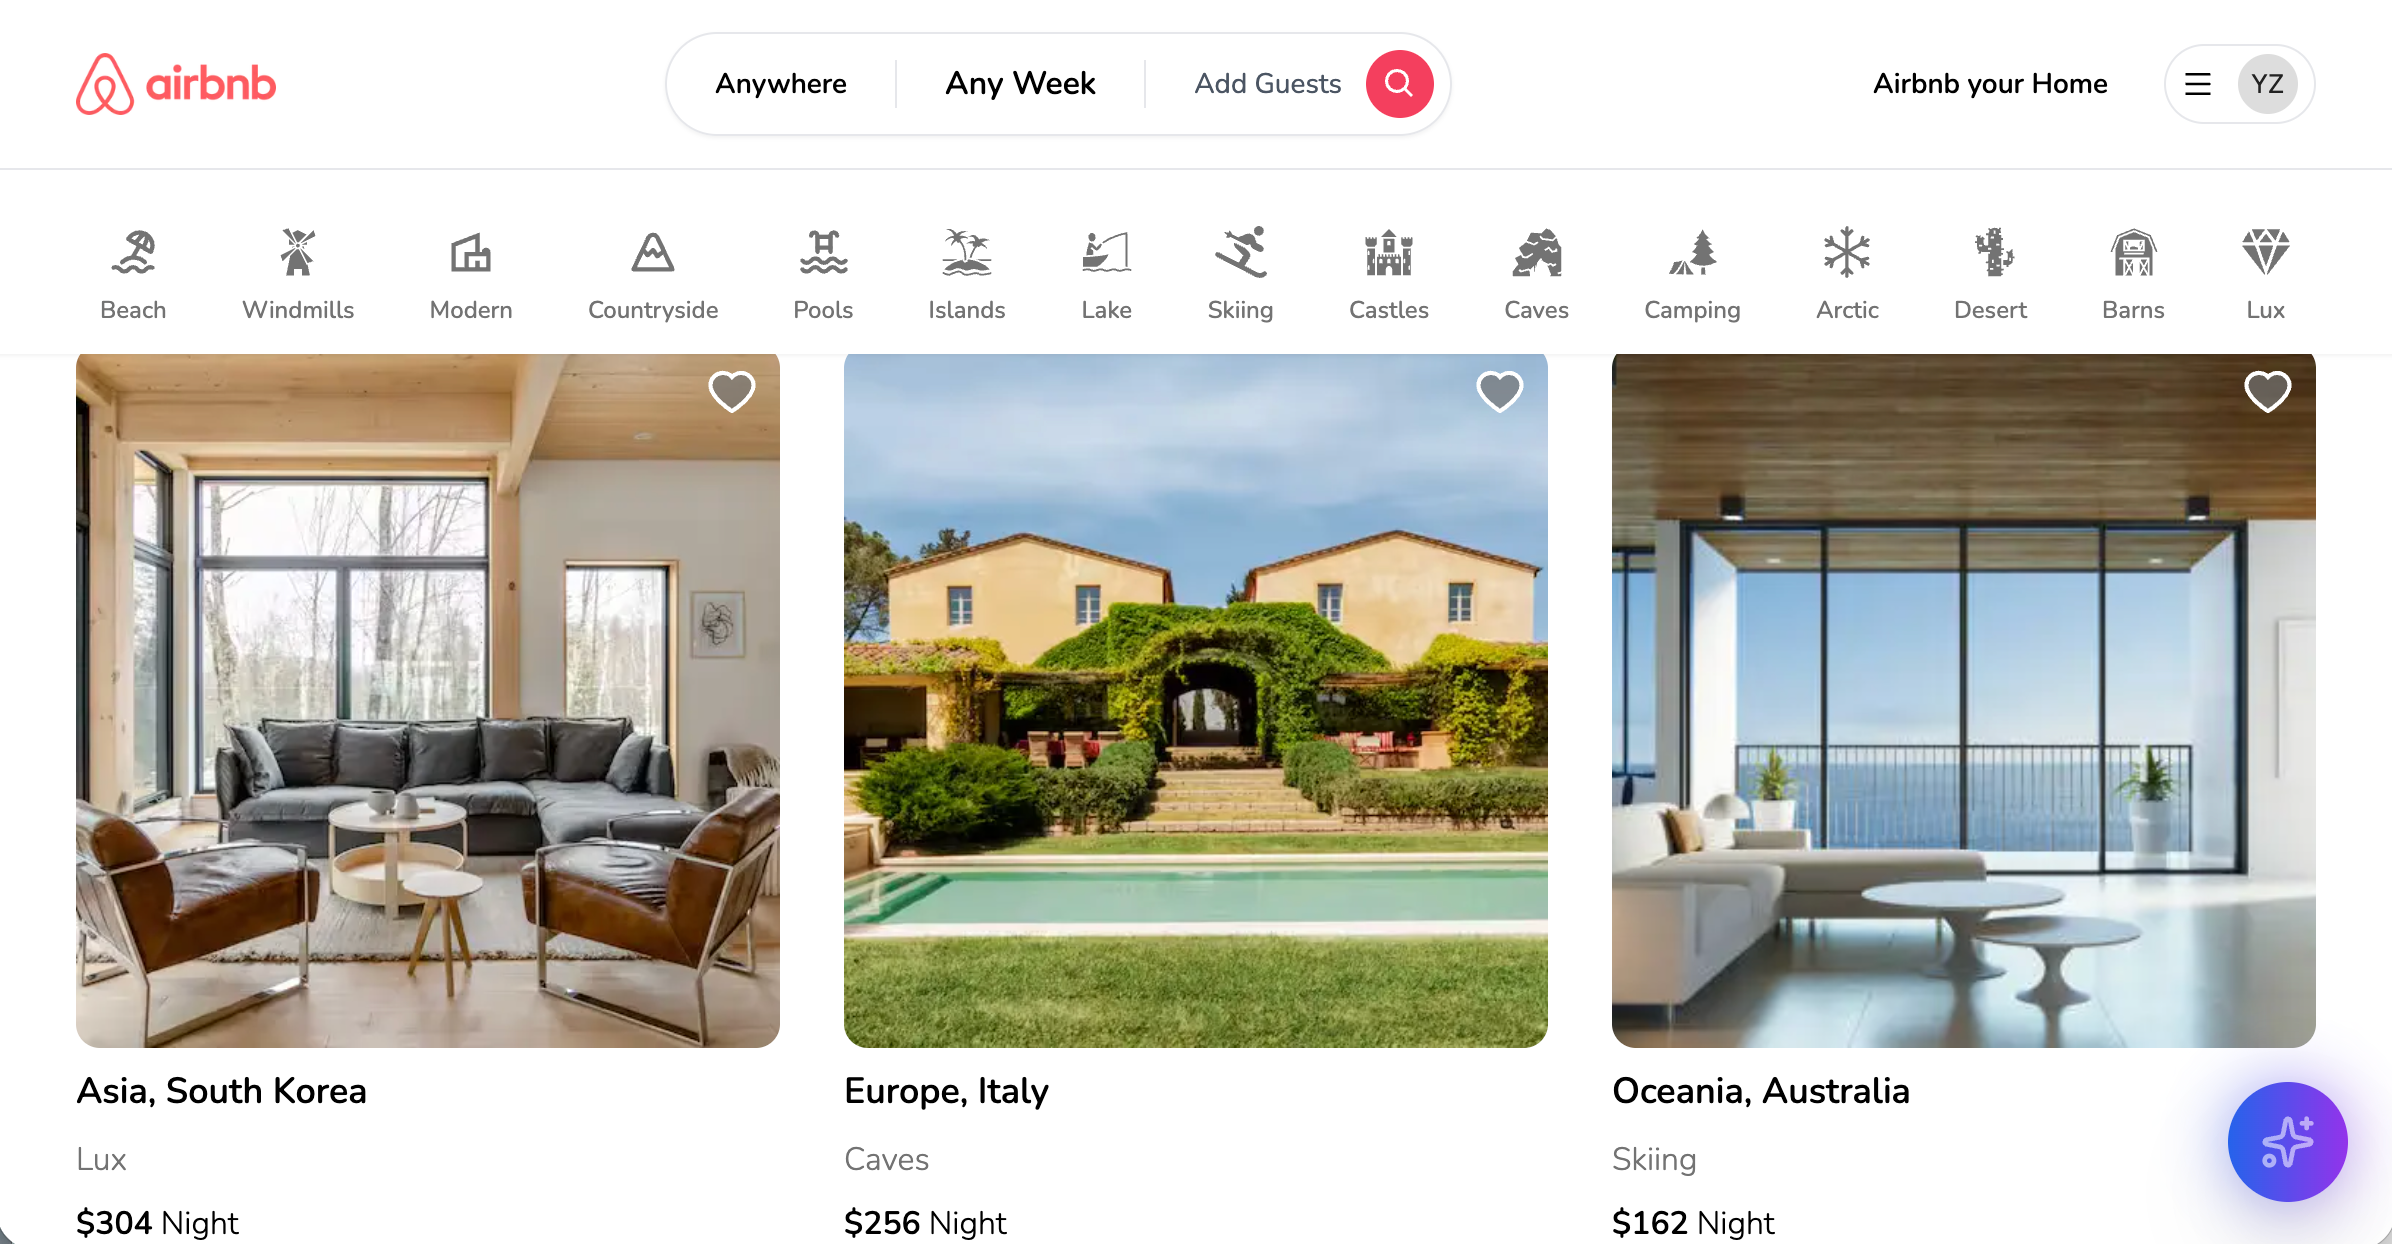 airbnb
Anywhere
Any Week
Add Guests
Airbnb your Home
YZ
Beach
Windmills
Modern
Countryside
Pools
Islands
Lake
Skiing
Castles
Caves
Camping
Arctic
Desert
Barns
Lux
Asia, South Korea
Lux
$304 Night
Europe, Italy
Caves
$256 Night
Oceania, Australia
Skiing
$162 Night